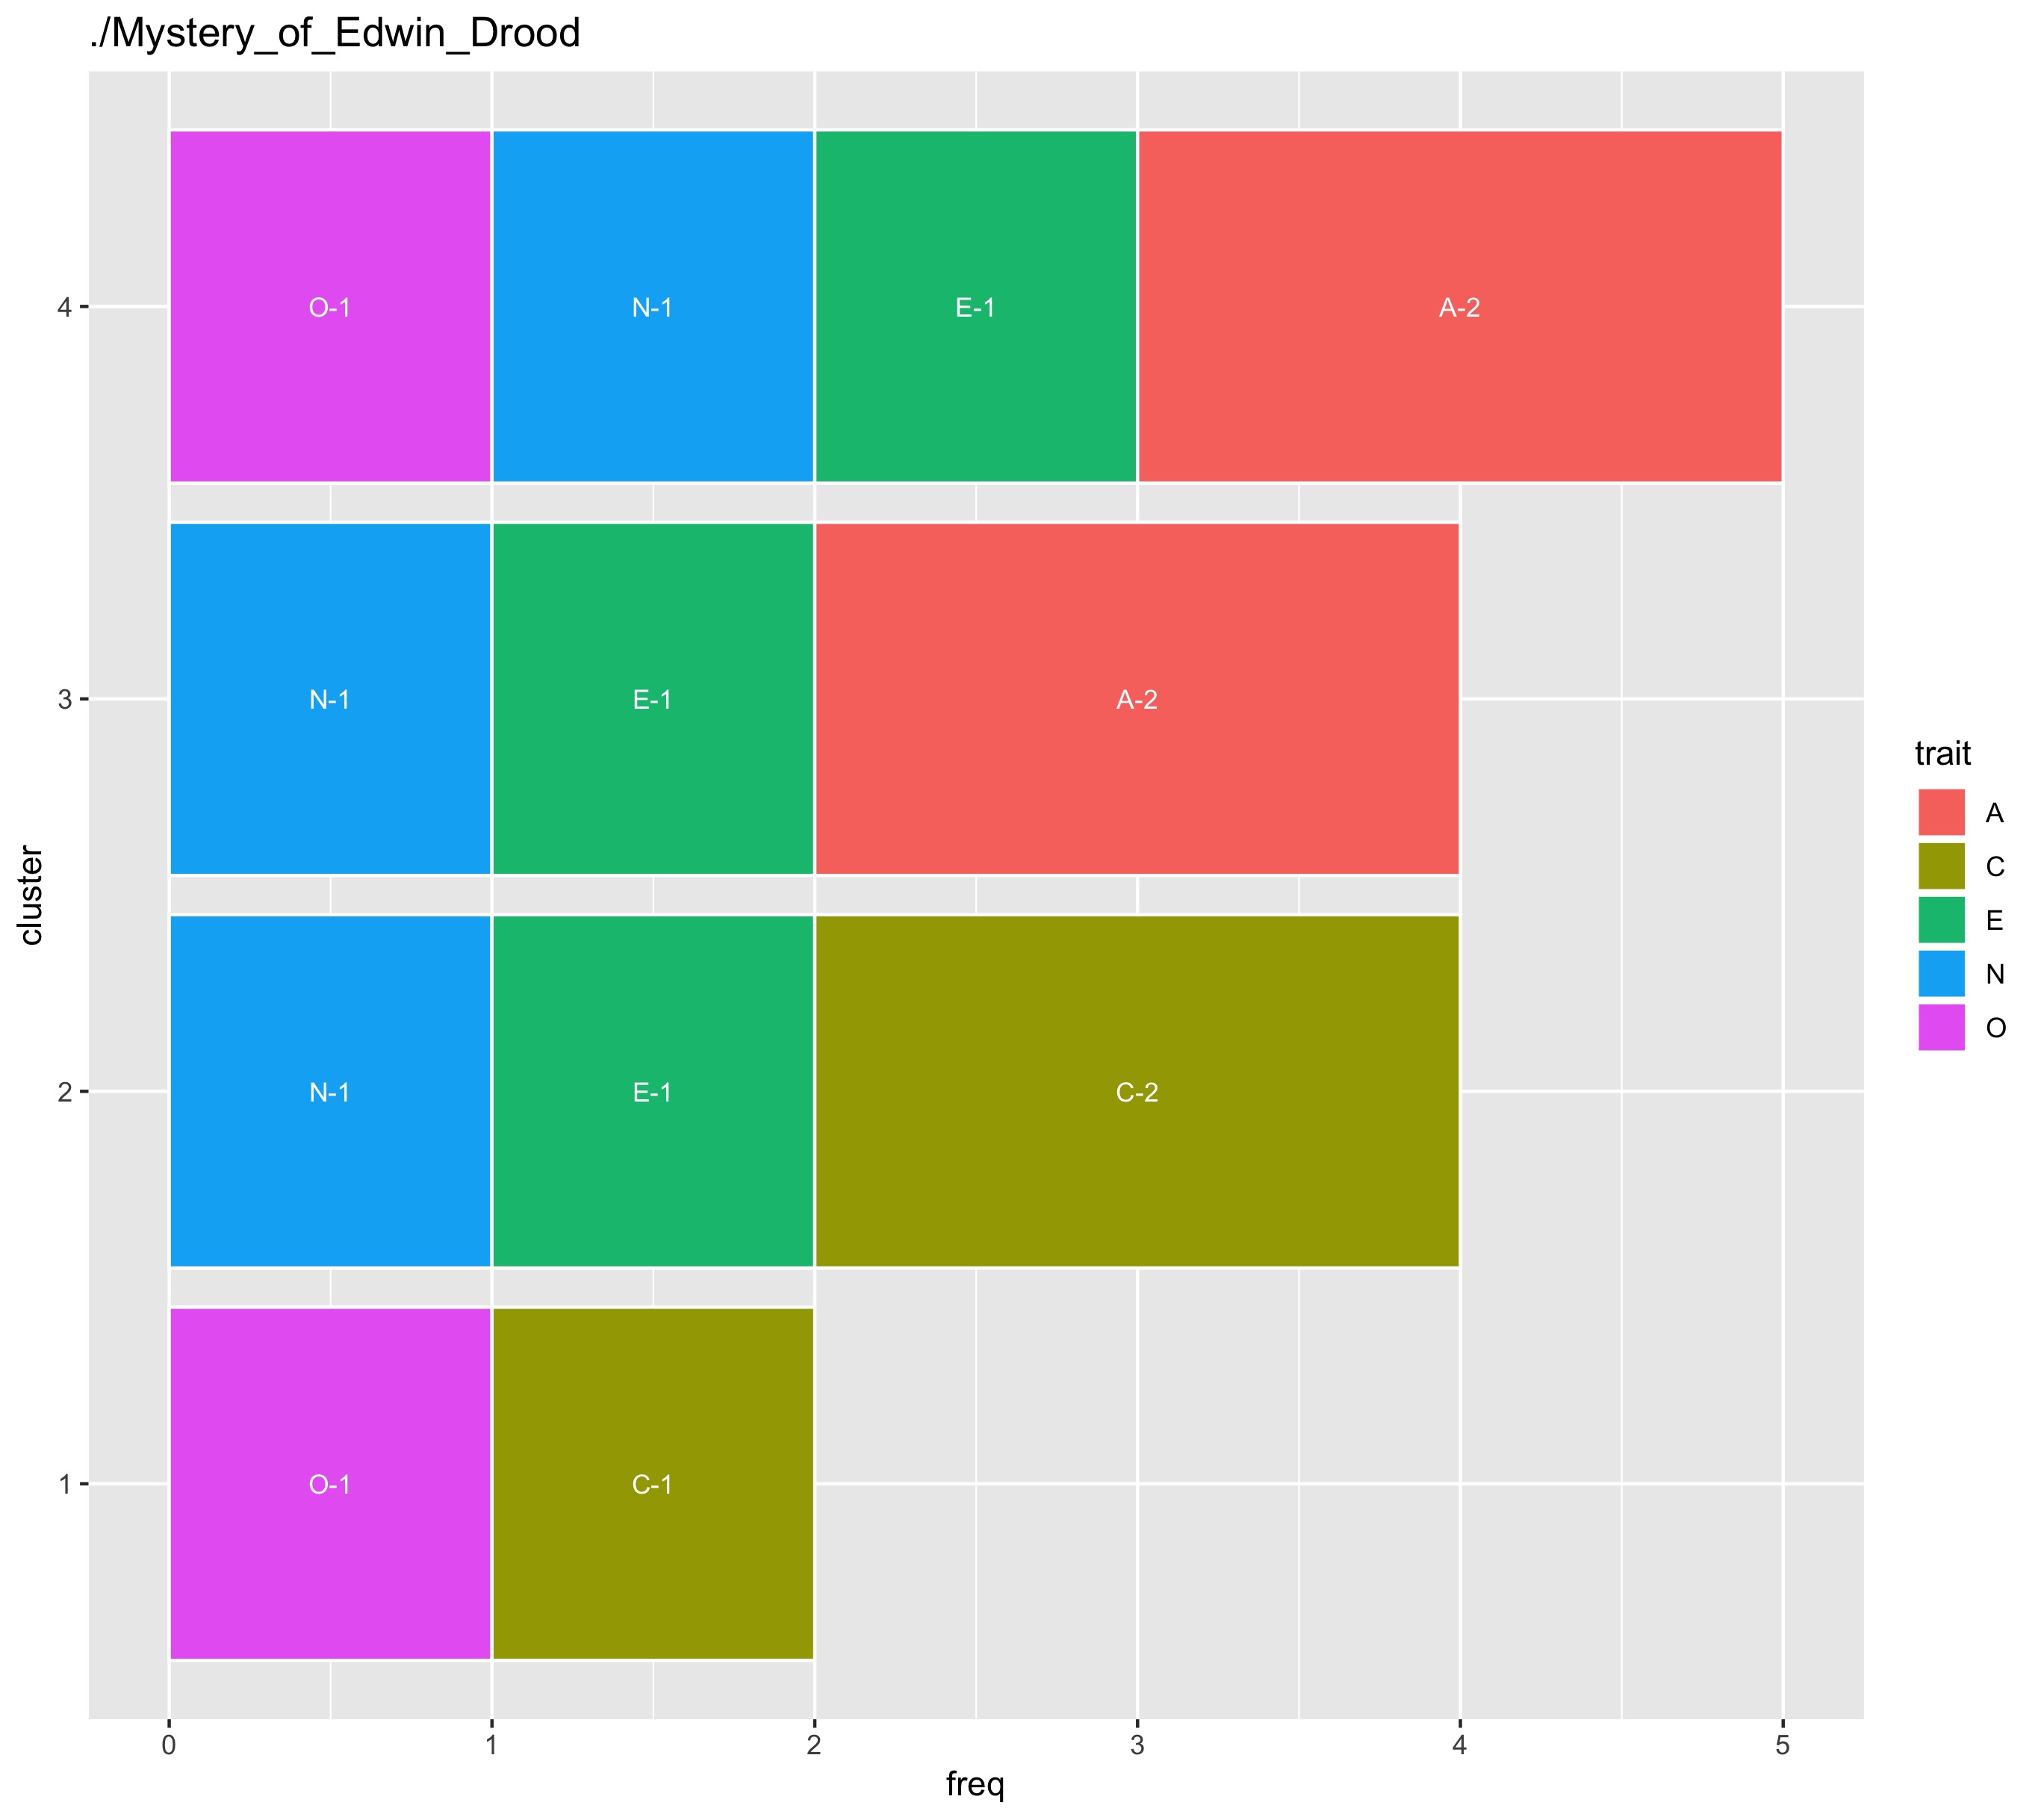 ./Mystery_of_Edwin_Drood
4
O-1 N-1 E-1 A-2
3
N-1 E-1 A-2
2
N-1 E-1 C-2
1
O-1 C-1
0 1 2 3 4 5
freq
cluster
trait
A
C
E
N
O